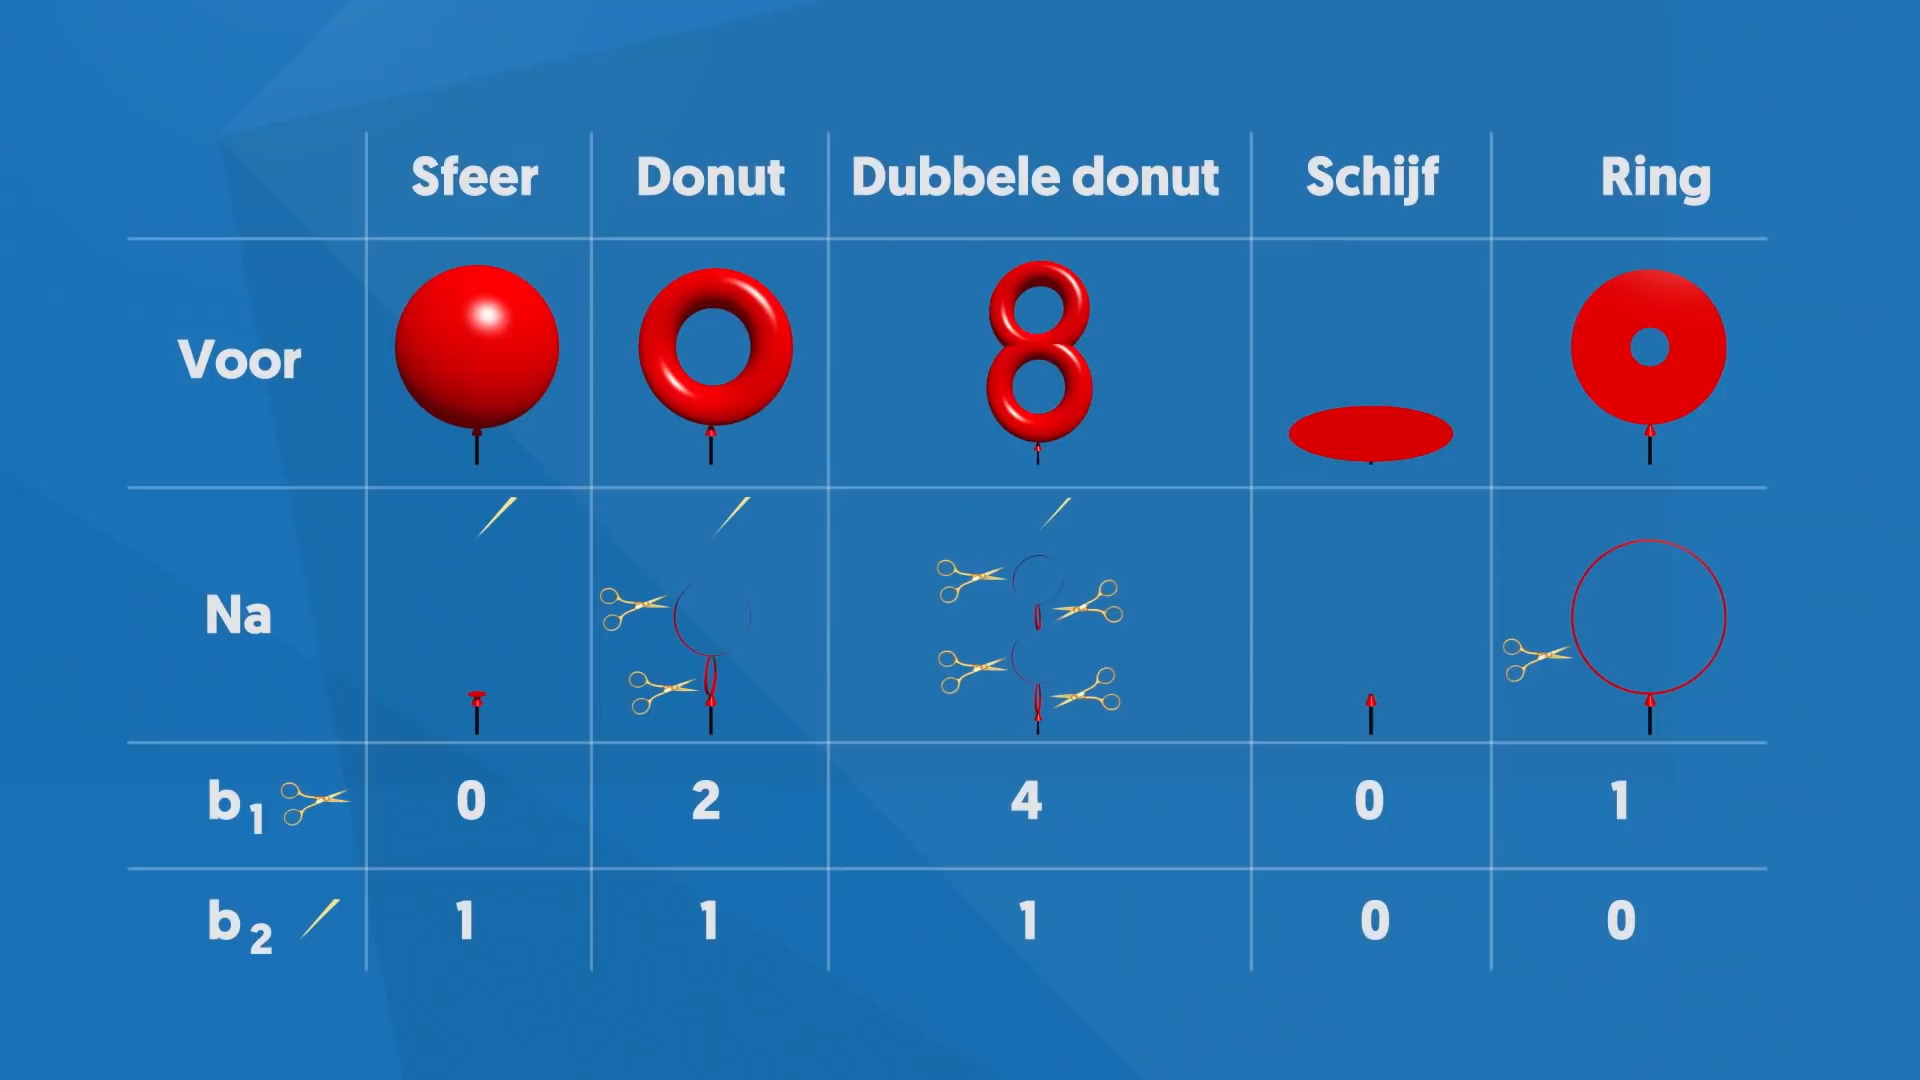 Sfeer Donut Dubbele donut Schijf Ring
Voor
Na
b1 0 2 4 0 1
b2 1 1 1 0 0